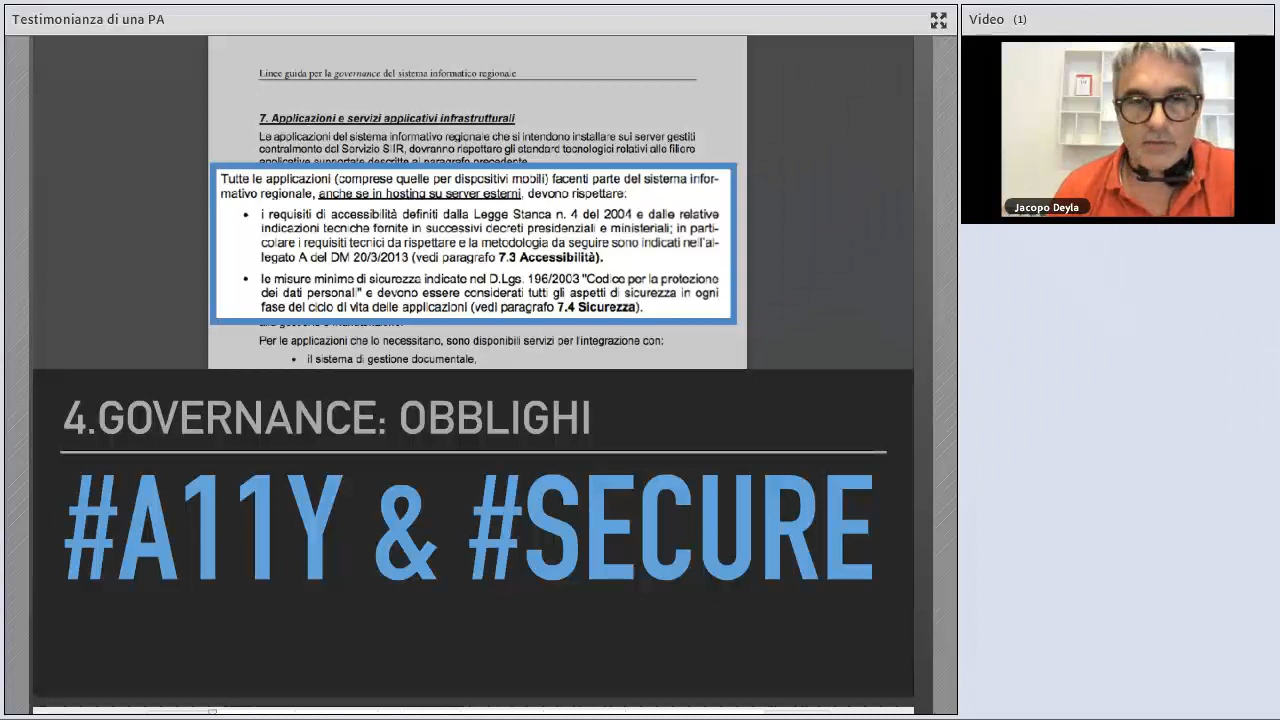 Testimonianza di una PA
Video (1)
Linee guida per la governance del sistema informatico regionale
7. Applicazioni e servizi applicativi infrastrutturali
Le applicazioni del sistema informativo regionale che si intendono installare sui server gestiti
centralmente dal Servizio SIIR, dovranno rispettare gli standard tecnologici relativi alle filiere
applicative supportate descritte al paragrafo precedente.
Tutte le applicazioni (comprese quelle per dispositivi mobili) facenti parte del sistema infor-
mativo regionale, anche se in hosting su server esterni, devono rispettare:
• i requisiti di accessibilità definiti dalla Legge Stanca n. 4 del 2004 e dalle relative
indicazioni tecniche fornite in successivi decreti presidenziali e ministeriali; in parti-
colare i requisiti tecnici da rispettare e la metodologia da seguire sono indicati nell'al-
legato A del DM 20/3/2013 (vedi paragrafo 7.3 Accessibilità).
• le misure minime di sicurezza indicate nel D.Lgs. 196/2003 "Codice per la protezione
dei dati personali" e devono essere considerati tutti gli aspetti di sicurezza in ogni
fase del ciclo di vita delle applicazioni (vedi paragrafo 7.4 Sicurezza).
Per le applicazioni che lo necessitano, sono disponibili servizi per l'integrazione con:
• il sistema di gestione documentale,
4.GOVERNANCE: OBBLIGHI
#A11Y & #SECURE
Jacopo Deyla